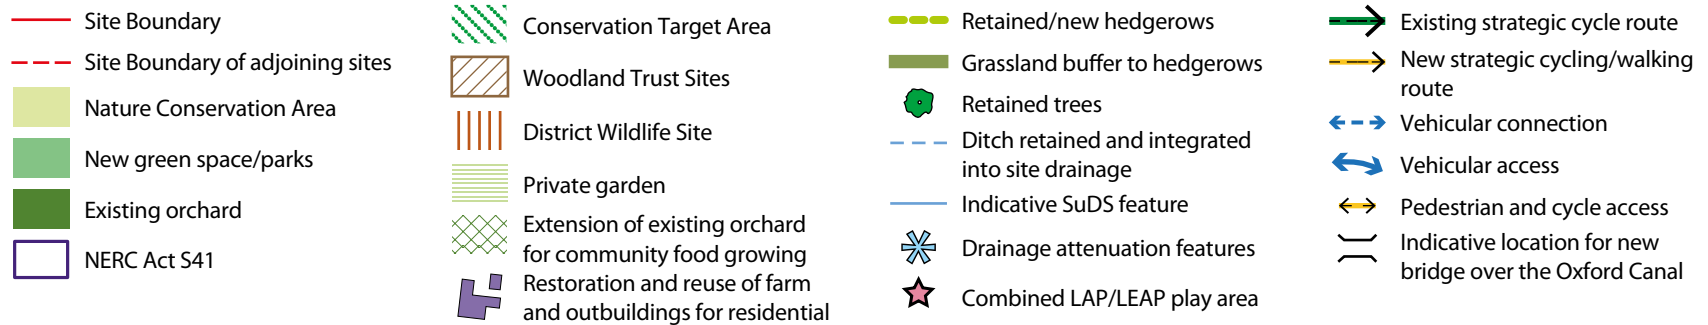 Site Boundary
Site Boundary of adjoining sites
Nature Conservation Area
New green space/parks
Existing orchard
NERC Act S41
Conservation Target Area
Woodland Trust Sites
District Wildlife Site
Private garden
Extension of existing orchard
for community food growing
Restoration and reuse of farm
and outbuildings for residential
Retained/new hedgerows
Grassland buffer to hedgerows
Retained trees
Ditch retained and integrated
into site drainage
Indicative SuDS feature
Drainage attenuation features
Combined LAP/LEAP play area
Existing strategic cycle route
New strategic cycling/walking
route
Vehicular connection
Vehicular access
Pedestrian and cycle access
Indicative location for new
bridge over the Oxford Canal